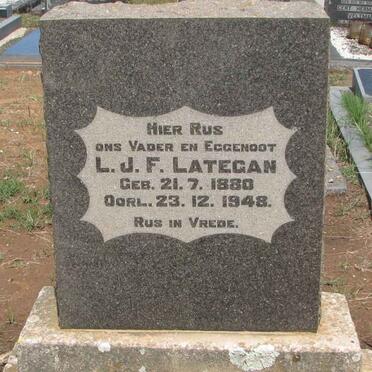 HIER RUS
ONS VADER EN EGGENOOT
L. J. F. LATEGAN
GEB. 21. 7. 1880
OORL. 23. 12. 1948.
RUS IN VREDE.